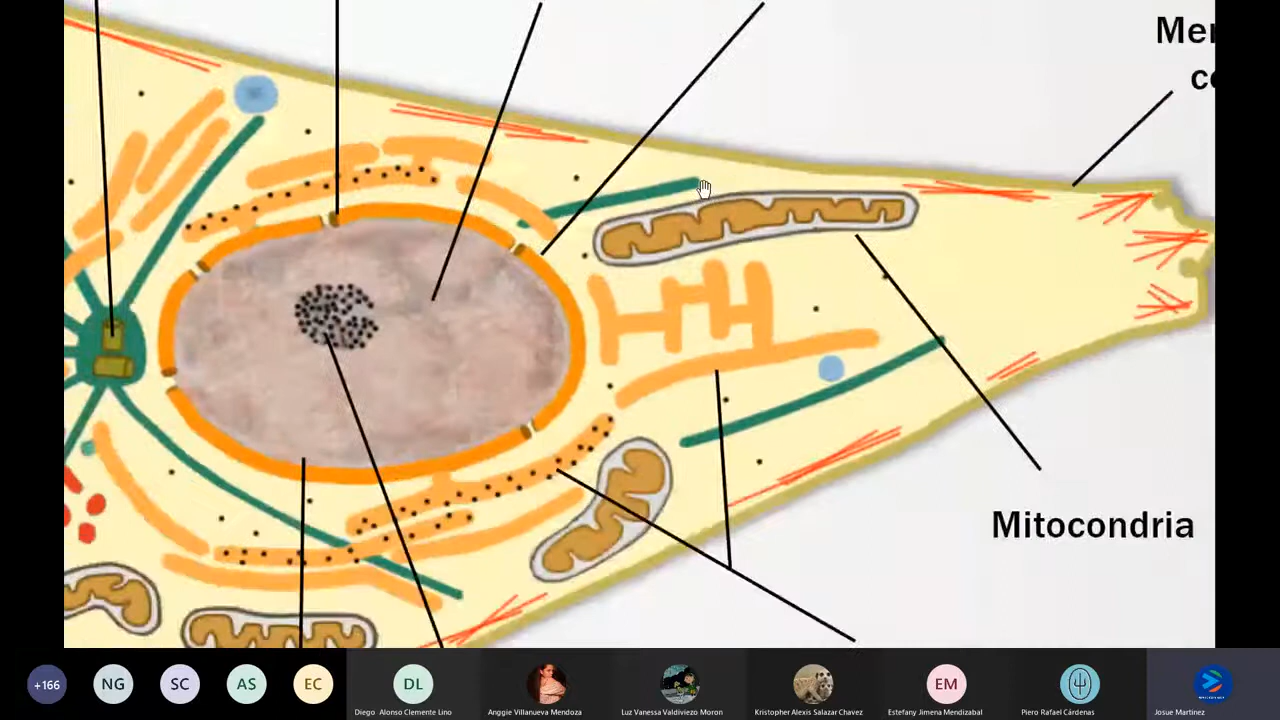 Mitocondria
+166
NG
SC
AS
EC
DL
EM
Diego Alonso Clemente Lino
Anggie Villanueva Mendoza
Luz Vanessa Valdiviezo Moron
Kristopher Alexis Salazar Chavez
Estefany Jimena Mendizabal
Piero Rafael Cárdenas
Josue Martinez